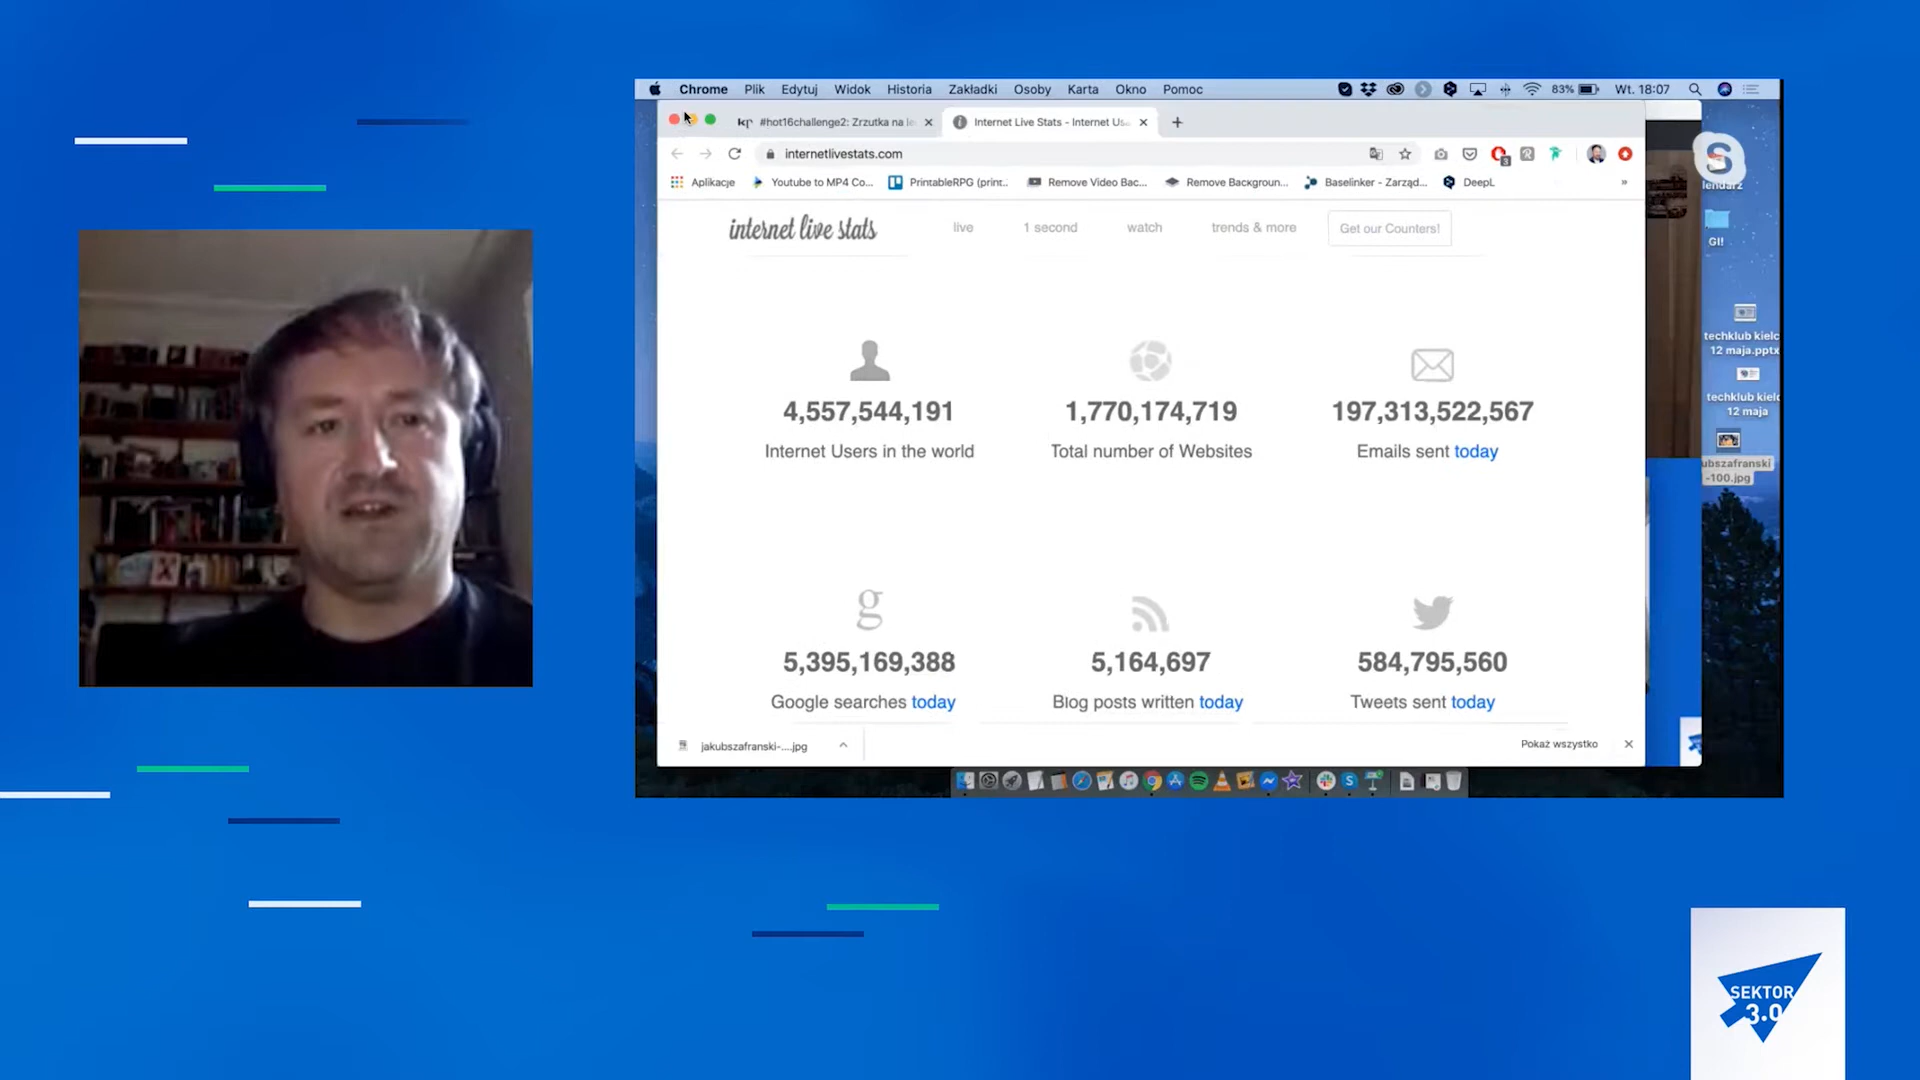 Chrome Plik Edytuj Widok Historia Zakładki Osoby Karta Okno Pomoc 83% Wt. 18:07
#hot16challenge2: Zrzutka na le
Internet Live Stats - Internet Us...
internetlivestats.com
Aplikacje Youtube to MP4 Co... PrintableRPG (print... Remove Video Bac... Remove Backgroun... Baselinker - Zarząd... DeepL »
internet live stats live 1 second watch trends & more Get our Counters!
4,557,544,191
Internet Users in the world
1,770,174,719
Total number of Websites
197,313,522,567
Emails sent today
5,395,169,388
Google searches today
5,164,697
Blog posts written today
584,795,560
Tweets sent today
jakubszafranski-....jpg
Pokaż wszystko
lendarz
GI!
techklub kielc
12 maja.pptx
techklub kielc
12 maja
ubszafranski
-100.jpg
SEKTOR
3.0